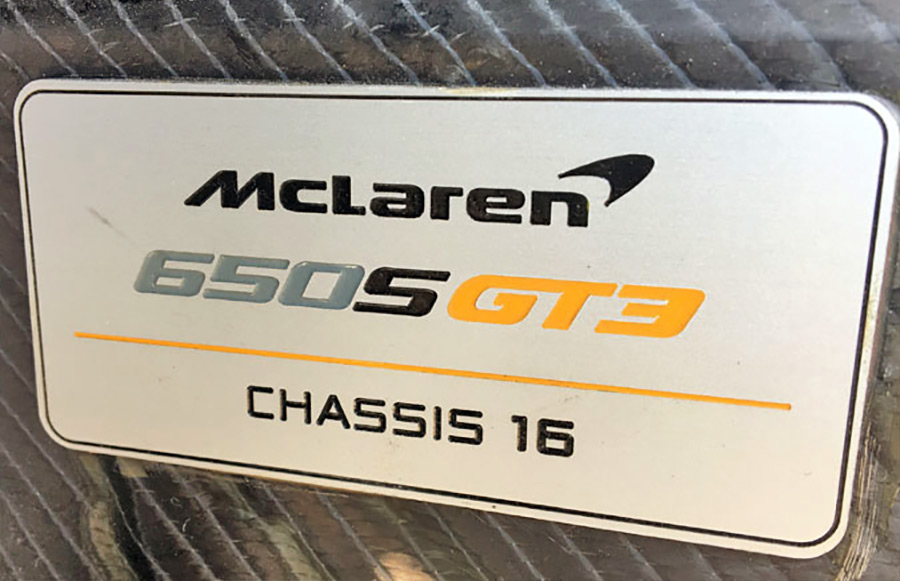 McLaren
650S GT3
CHASSIS 16